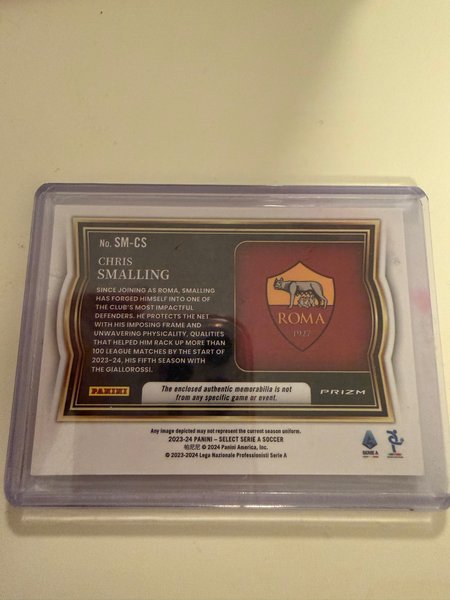 No. SM-CS
CHRIS
SMALLING
SINCE JOINING AS ROMA, SMALLING
HAS FORGED HIMSELF INTO ONE OF
THE CLUB'S MOST IMPACTFUL
DEFENDERS. HE PROTECTS THE NET
WITH HIS IMPOSING FRAME AND
UNWAVERING PHYSICALITY, QUALITIES
THAT HELPED HIM RACK UP MORE THAN
100 LEAGUE MATCHES BY THE START OF
2023-24, HIS FIFTH SEASON WITH
THE GIALLOROSSI.
ROMA
1927
PANINI
The enclosed authentic memorabilia is not
from any specific game or event.
PRIZM
Any image depicted may not represent the current season uniform.
2023-24 PANINI – SELECT SERIE A SOCCER
帕尼尼 © 2024 Panini America, Inc.
© 2023-2024 Lega Nazionale Professionisti Serie A
SERIE A